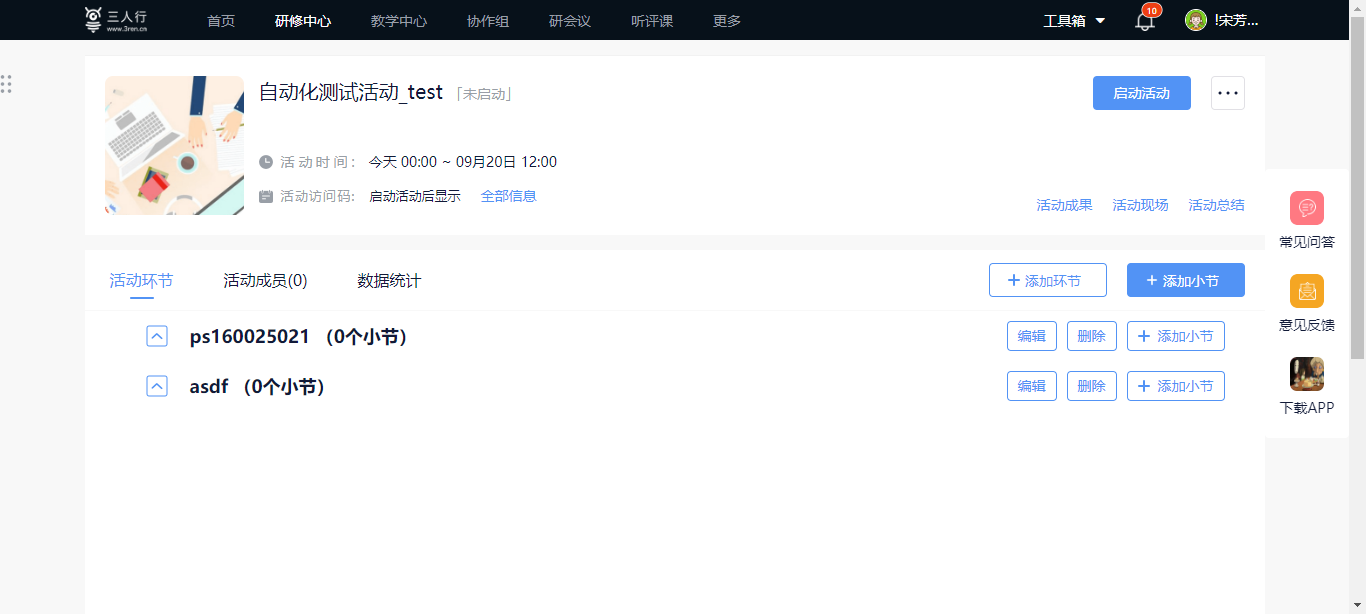 三人行
www.3ren.cn
首页 研修中心 教学中心 协作组 研会议 听评课 更多
工具箱
10
!宋芳...
自动化测试活动_test 「未启动」
启动活动
活动时间: 今天 00:00 ~ 09月20日 12:00
活动访问码: 启动活动后显示 全部信息
活动成果 活动现场 活动总结
常见问答
意见反馈
下载APP
活动环节 活动成员(0) 数据统计
+ 添加环节 + 添加小节
ps160025021 （0个小节） 编辑 删除 + 添加小节
asdf （0个小节） 编辑 删除 + 添加小节